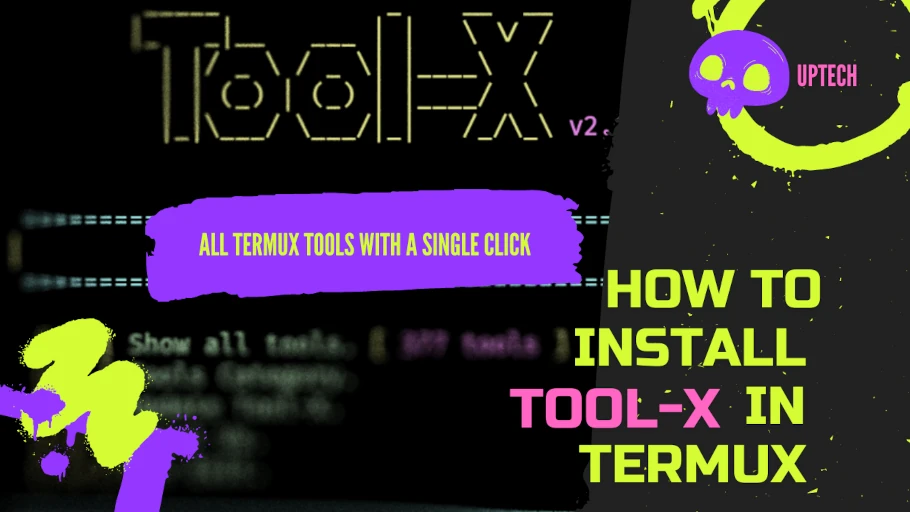 Tool-X
v2.
UPTECH
ALL TERMUX TOOLS WITH A SINGLE CLICK
HOW TO
INSTALL
TOOL-X IN
TERMUX
Show all tools.